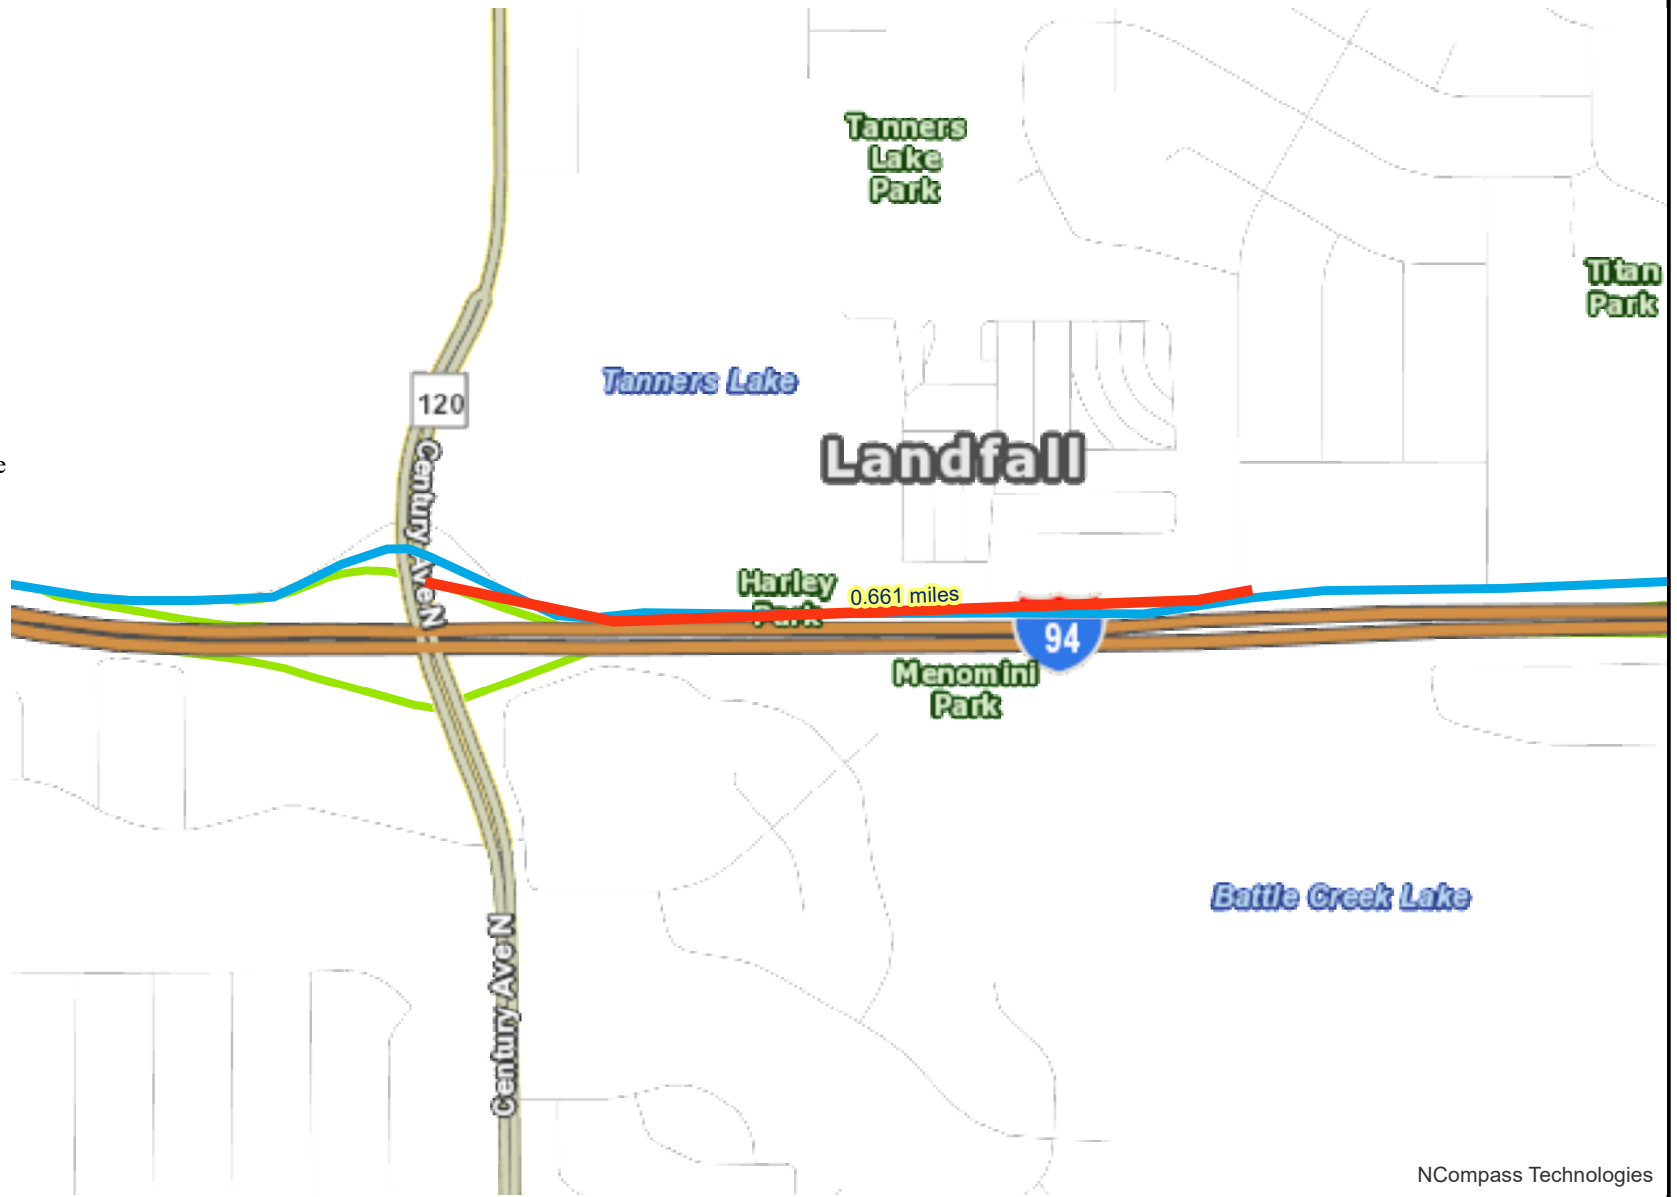 Tanners
Lake
Park
Titan
Park
Tanners Lake
120
Landfall
Century Ave N
e
Harley
Park
0.661 miles
94
Menomini
Park
Battle Creek Lake
Century Ave N
NCompass Technologies